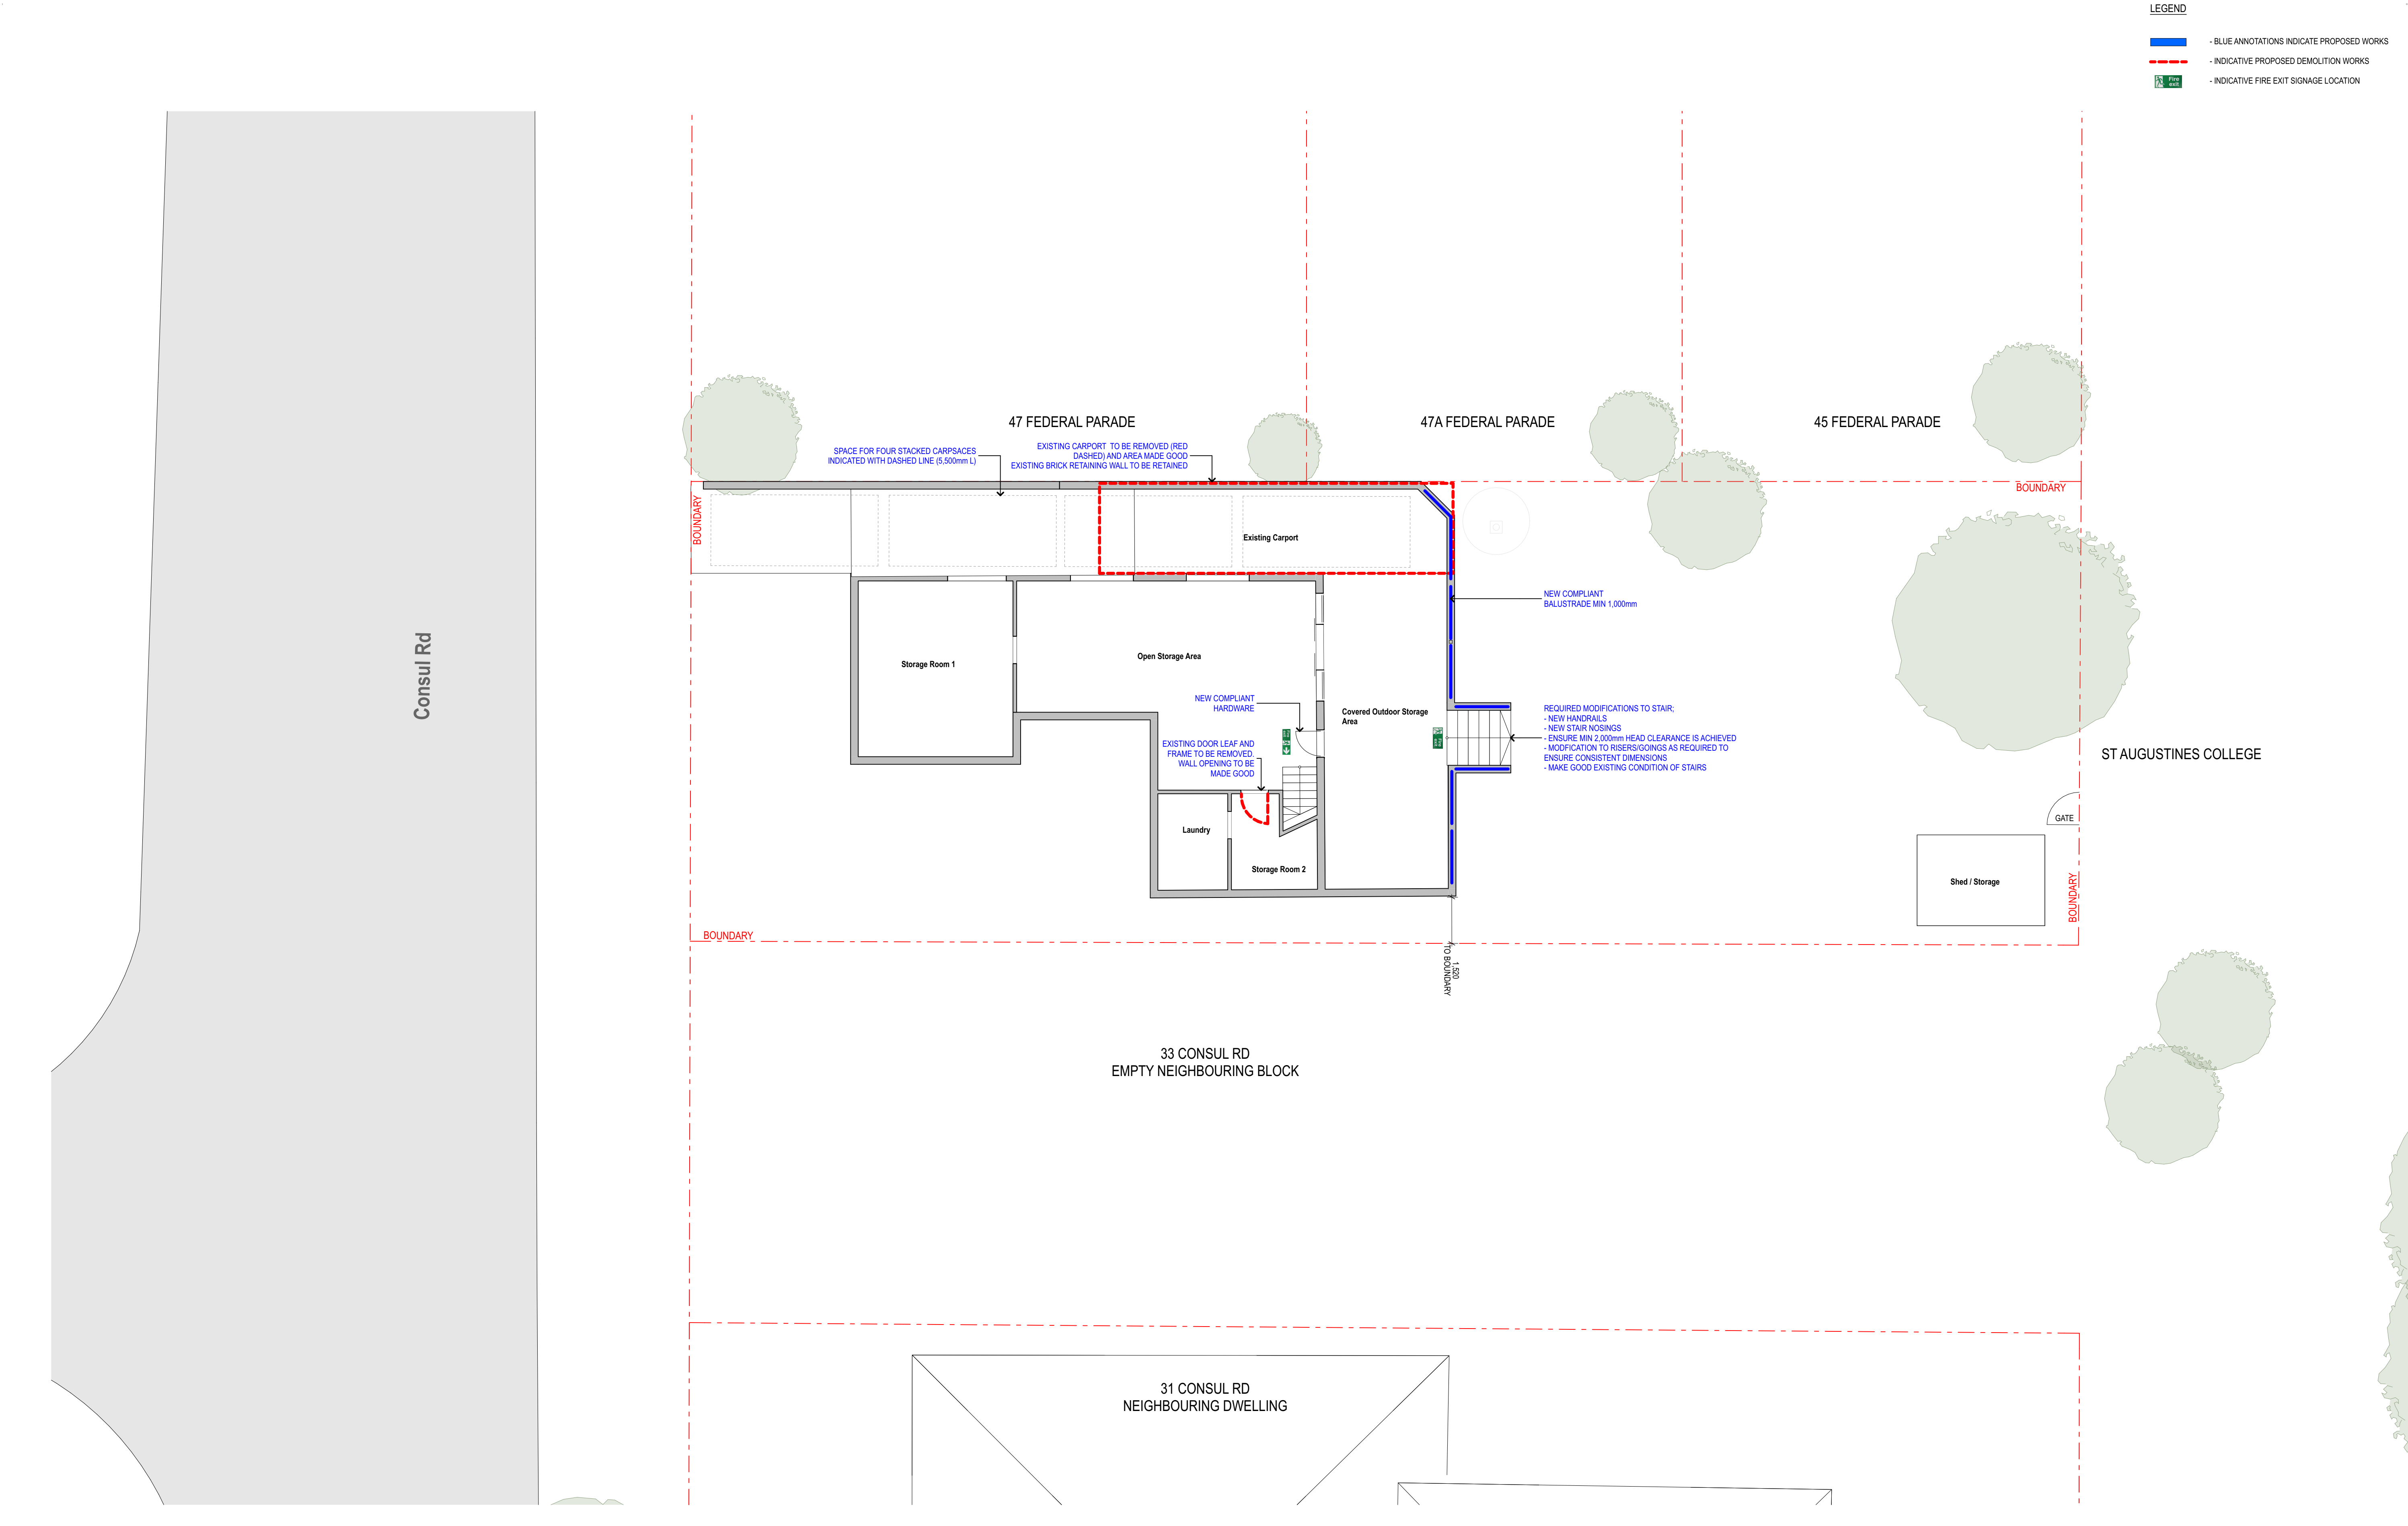 LEGEND
- BLUE ANNOTATIONS INDICATE PROPOSED WORKS
- INDICATIVE PROPOSED DEMOLITION WORKS
Fire
exit
- INDICATIVE FIRE EXIT SIGNAGE LOCATION
47 FEDERAL PARADE
47A FEDERAL PARADE
45 FEDERAL PARADE
SPACE FOR FOUR STACKED CARPSACES
INDICATED WITH DASHED LINE (5,500mm L)
EXISTING CARPORT TO BE REMOVED (RED
DASHED) AND AREA MADE GOOD
EXISTING BRICK RETAINING WALL TO BE RETAINED
BOUNDARY
BOUNDARY
Existing Carport
NEW COMPLIANT
BALUSTRADE MIN 1,000mm
Consul Rd
Storage Room 1
Open Storage Area
NEW COMPLIANT
HARDWARE
Covered Outdoor Storage
Area
REQUIRED MODIFICATIONS TO STAIR;
- NEW HANDRAILS
- NEW STAIR NOSINGS
- ENSURE MIN 2,000mm HEAD CLEARANCE IS ACHIEVED
- MODFICATION TO RISERS/GOINGS AS REQUIRED TO
ENSURE CONSISTENT DIMENSIONS
- MAKE GOOD EXISTING CONDITION OF STAIRS
EXISTING DOOR LEAF AND
FRAME TO BE REMOVED.
WALL OPENING TO BE
MADE GOOD
ST AUGUSTINES COLLEGE
GATE
Laundry
Storage Room 2
Shed / Storage
BOUNDARY
BOUNDARY
1,520
TO BOUNDARY
33 CONSUL RD
EMPTY NEIGHBOURING BLOCK
31 CONSUL RD
NEIGHBOURING DWELLING